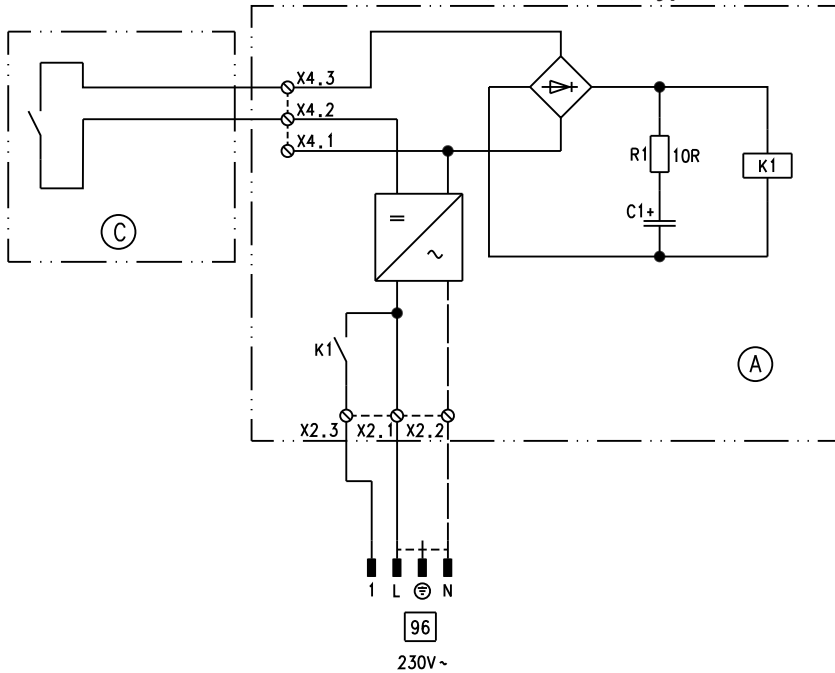 X4.3
X4.2
X4.1
R1 10R
K1
C1+
C
K1
A
X2.3 X2.1 X2.2
1 L N
96
230V~